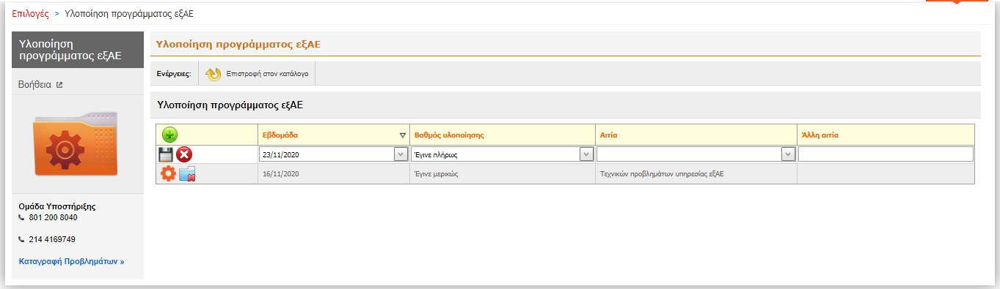 Επιλογές > Υλοποίηση προγράμματος εξΑΕ
Υλοποίηση
προγράμματος εξΑΕ
Βοήθεια
Ομάδα Υποστήριξης
801 200 8040
214 4169749
Καταγραφή Προβλημάτων »
Υλοποίηση προγράμματος εξΑΕ
Ενέργειες: Επιστροφή στον κατάλογο
Υλοποίηση προγράμματος εξΑΕ
Εβδομάδα Βαθμός υλοποίησης Αιτία Άλλη αιτία
23/11/2020 Έγινε πλήρως
16/11/2020 Έγινε μερικώς Τεχνικών προβλημάτων υπηρεσίας εξΑΕ